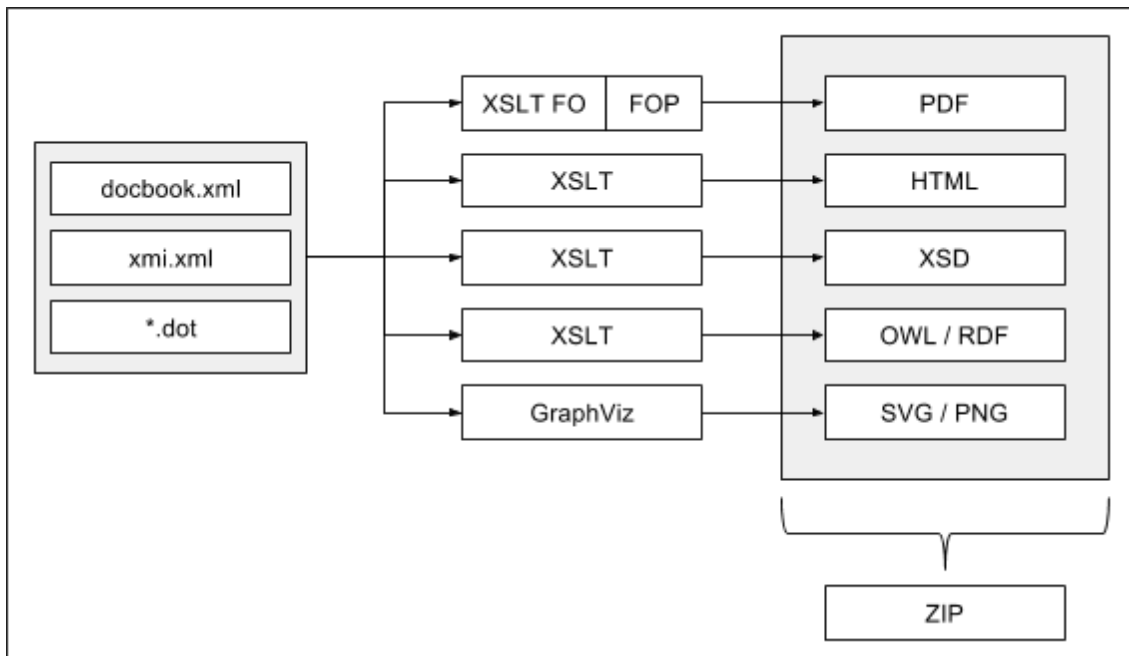 docbook.xml
xmi.xml
*.dot
XSLT FO
FOP
XSLT
XSLT
XSLT
GraphViz
PDF
HTML
XSD
OWL / RDF
SVG / PNG
ZIP